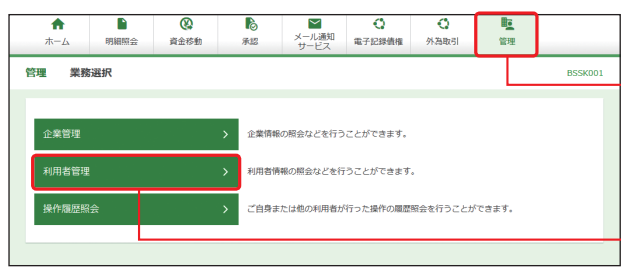 ホーム
明細照会
資金移動
承認
メール通知
サービス
電子記録債権
外為取引
管理
管理 業務選択
BSSK001
企業管理
企業情報の照会などを行うことができます。
利用者管理
利用者情報の照会などを行うことができます。
操作履歴照会
ご自身または他の利用者が行った操作の履歴照会を行うことができます。